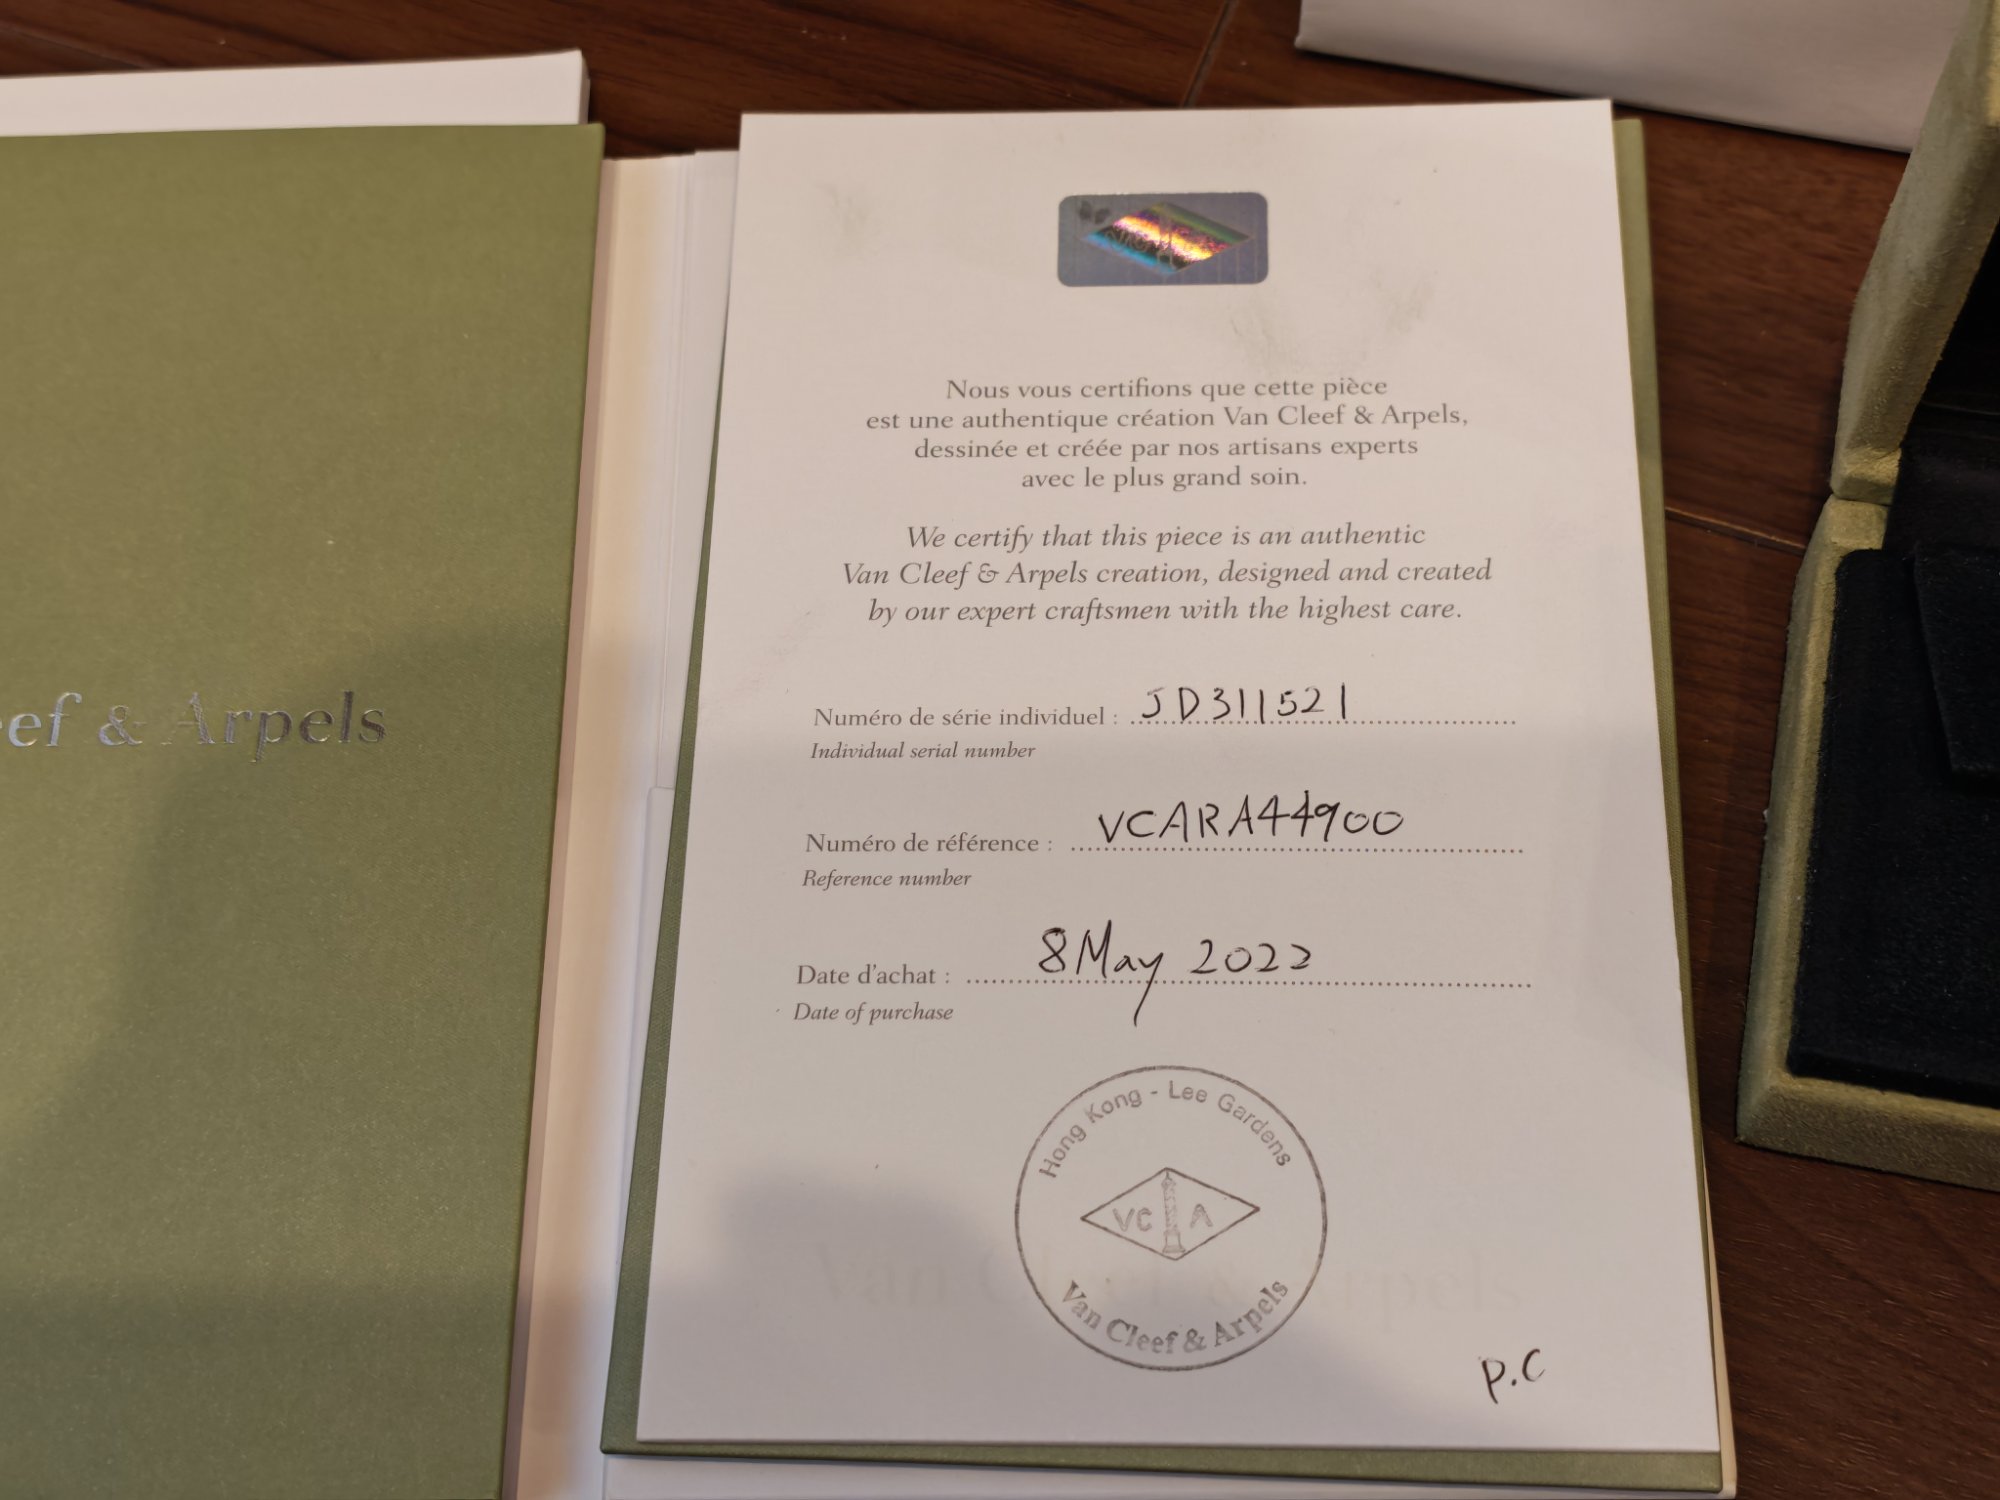 eef & Arpels
Nous vous certifions que cette pièce
est une authentique création Van Cleef & Arpels,
dessinée et créée par nos artisans experts
avec le plus grand soin.
We certify that this piece is an authentic
Van Cleef & Arpels creation, designed and created
by our expert craftsmen with the highest care.
Numéro de série individuel : JD311521
Individual serial number
Numéro de référence : VCARA44900
Reference number
Date d'achat : 8 May 2022
Date of purchase
Hong Kong - Lee Gardens
VC A
Van Cleef & Arpels
Van Cleef & Arpels
P.C